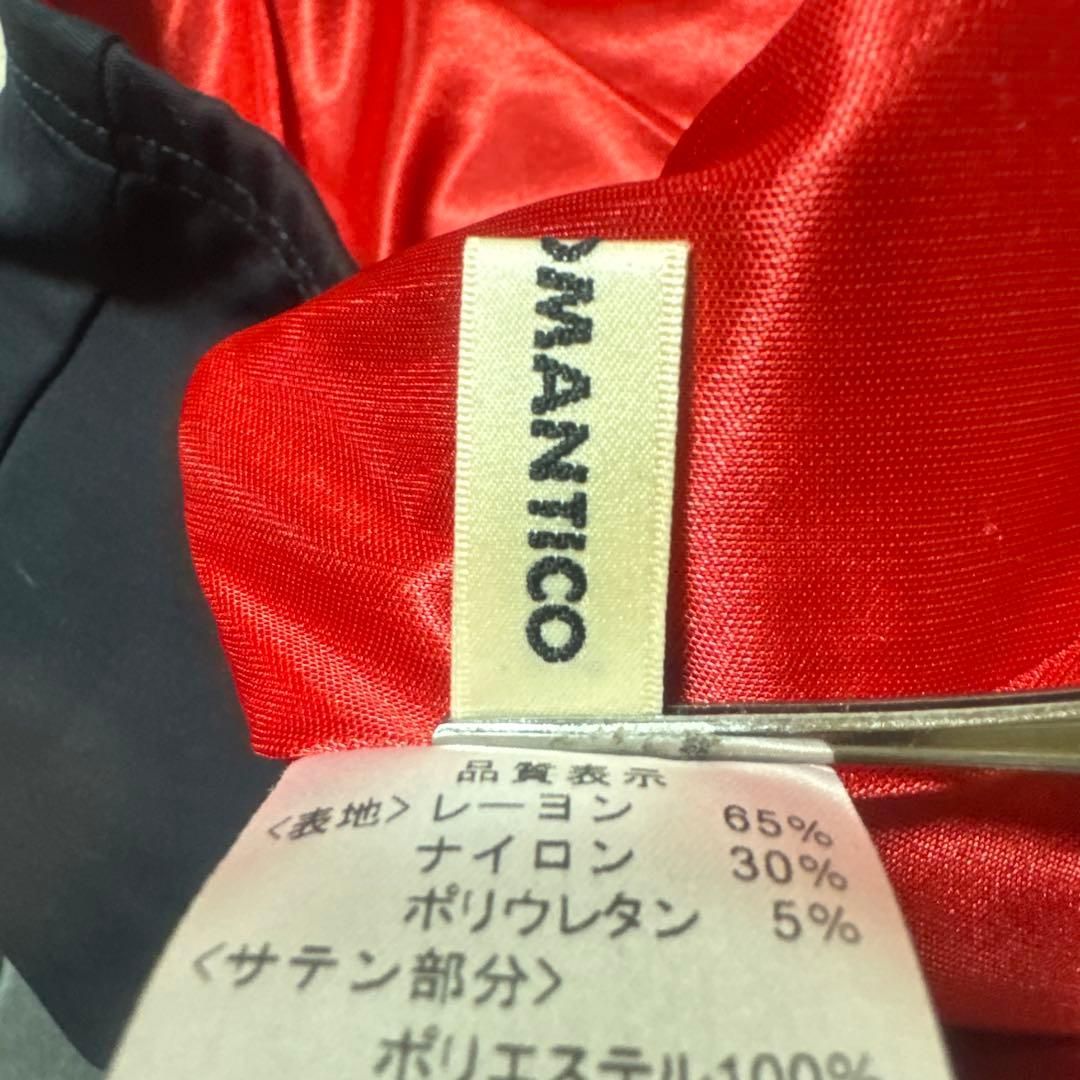 OMANTICO
品質表示
<表地> レーヨン 65%
ナイロン 30%
ポリウレタン 5%
<サテン部分>
ポリエステル100%